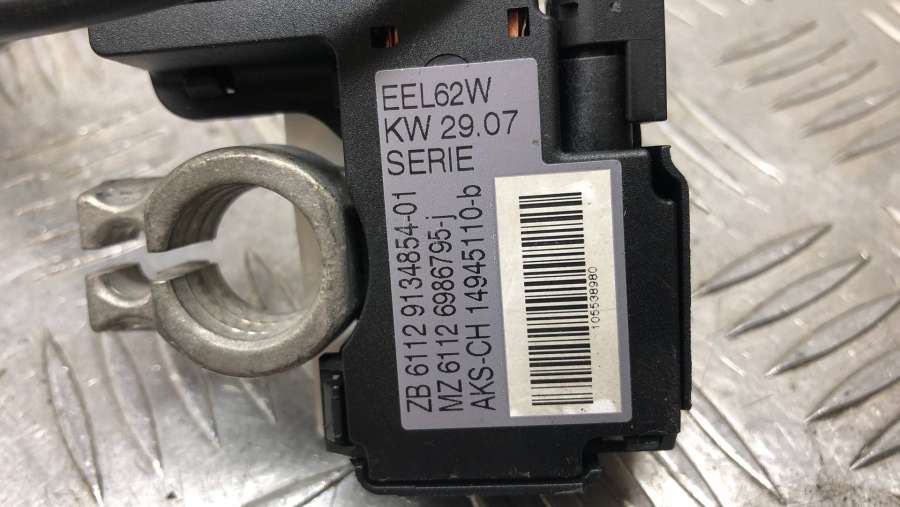 EEL62W
KW 29.07
SERIE
ZB 6112 9134854-01
MZ 6112 6986795-j
AKS-CH 14945110-b
105538980